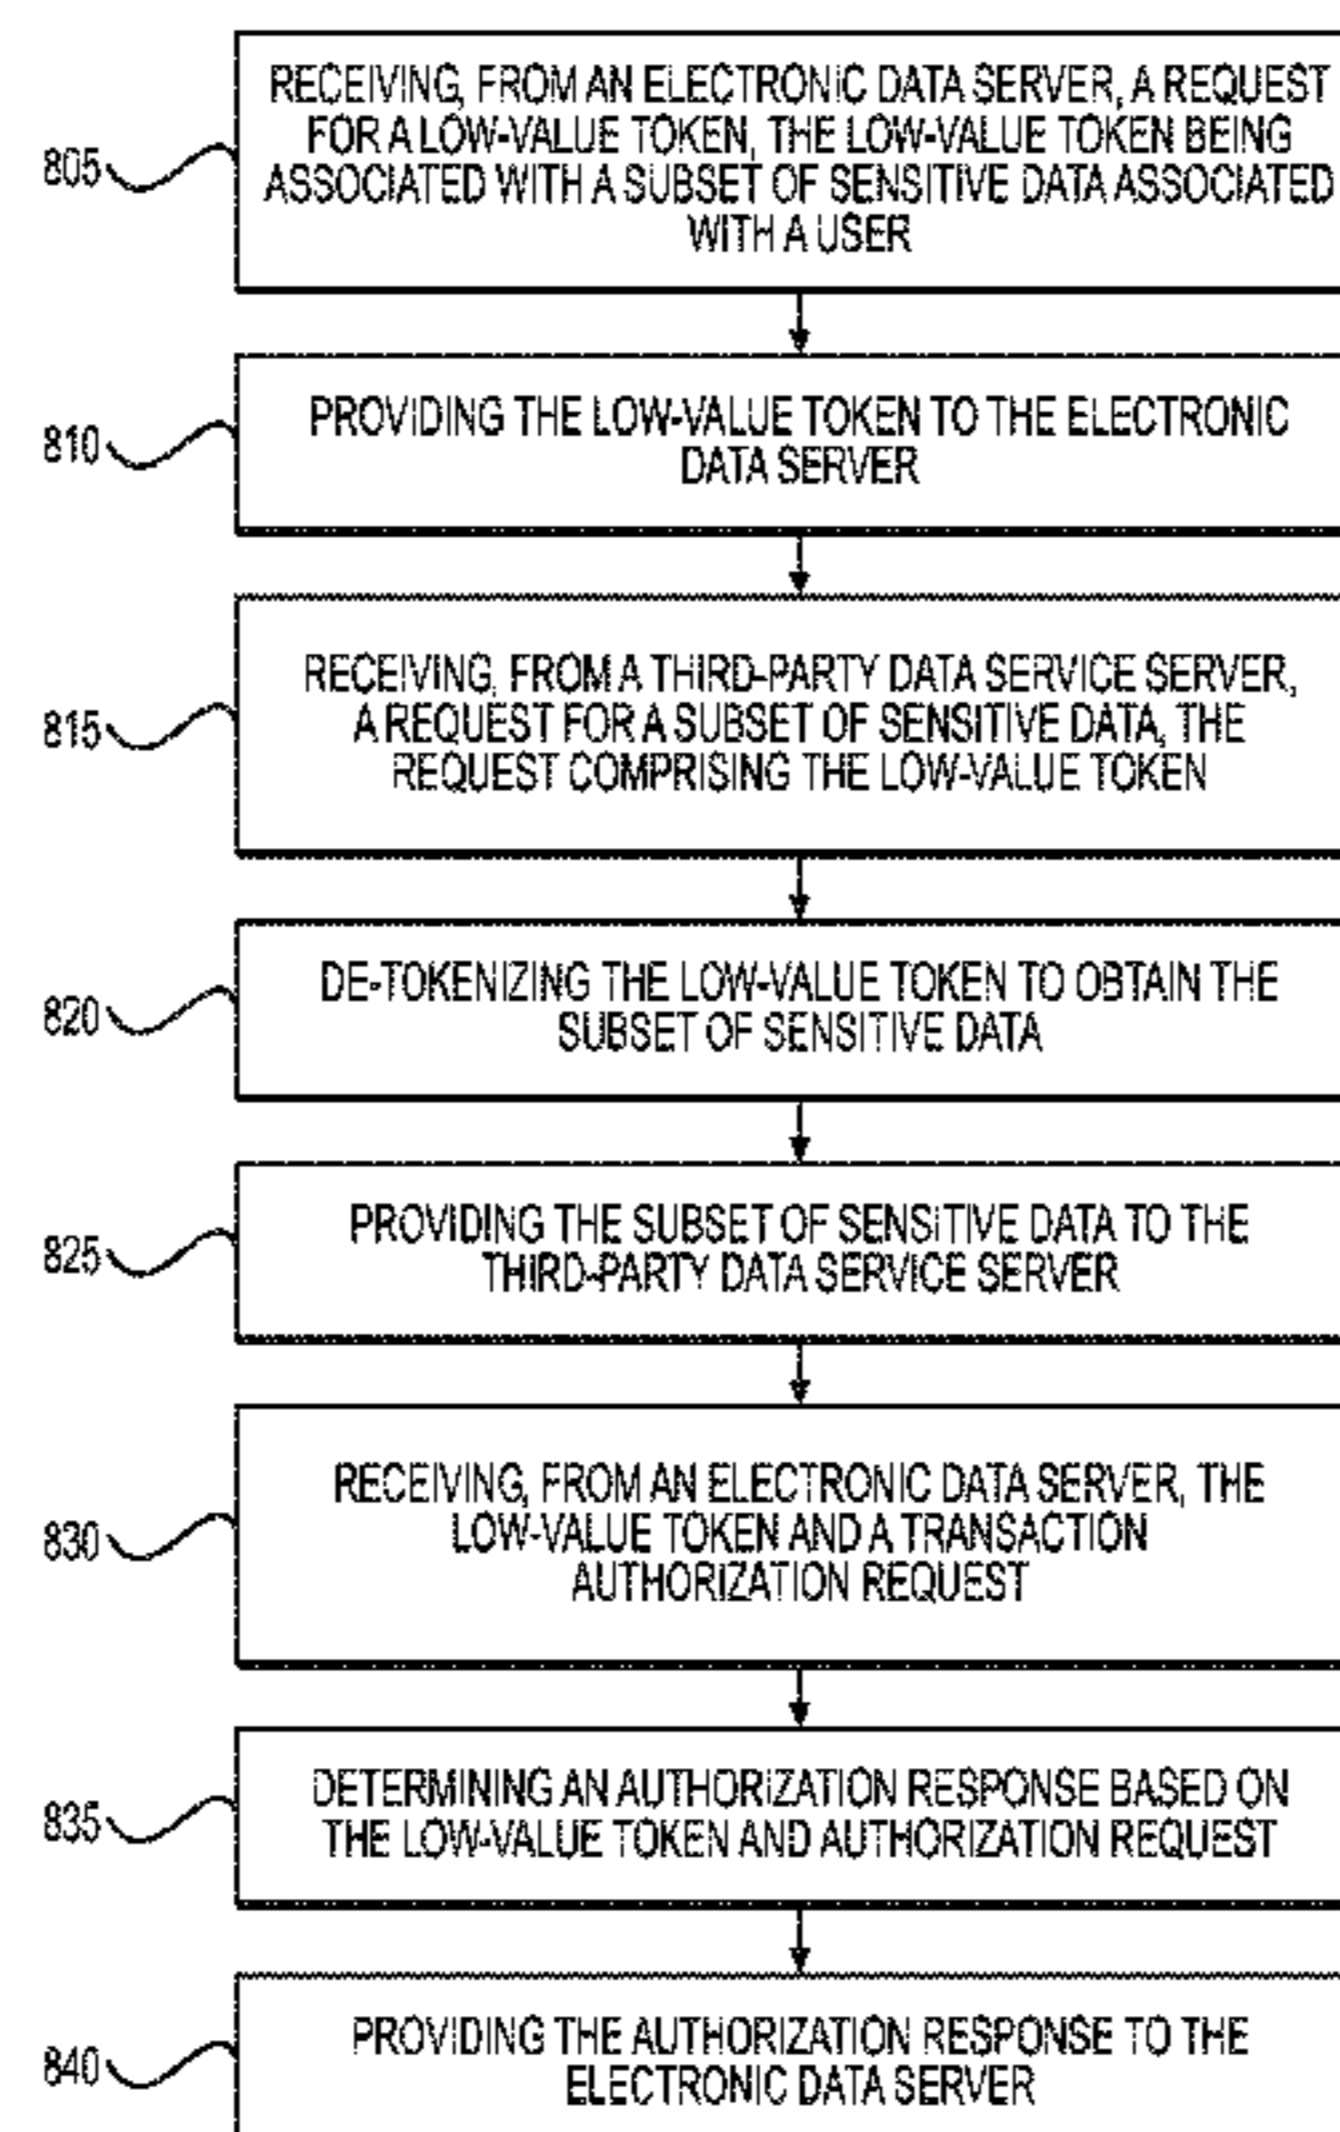 RECEIVING, FROM AN ELECTRONIC DATA SERVER, A REQUEST
FOR A LOW-VALUE TOKEN, THE LOW-VALUE TOKEN BEING
ASSOCIATED WITH A SUBSET OF SENSITIVE DATA ASSOCIATED
WITH A USER
805
PROVIDING THE LOW-VALUE TOKEN TO THE ELECTRONIC
DATA SERVER
810
RECEIVING, FROM A THIRD-PARTY DATA SERVICE SERVER,
A REQUEST FOR A SUBSET OF SENSITIVE DATA, THE
REQUEST COMPRISING THE LOW-VALUE TOKEN
815
DE-TOKENIZING THE LOW-VALUE TOKEN TO OBTAIN THE
SUBSET OF SENSITIVE DATA
820
PROVIDING THE SUBSET OF SENSITIVE DATA TO THE
THIRD-PARTY DATA SERVICE SERVER
825
RECEIVING, FROM AN ELECTRONIC DATA SERVER, THE
LOW-VALUE TOKEN AND A TRANSACTION
AUTHORIZATION REQUEST
830
DETERMINING AN AUTHORIZATION RESPONSE BASED ON
THE LOW-VALUE TOKEN AND AUTHORIZATION REQUEST
835
PROVIDING THE AUTHORIZATION RESPONSE TO THE
ELECTRONIC DATA SERVER
840